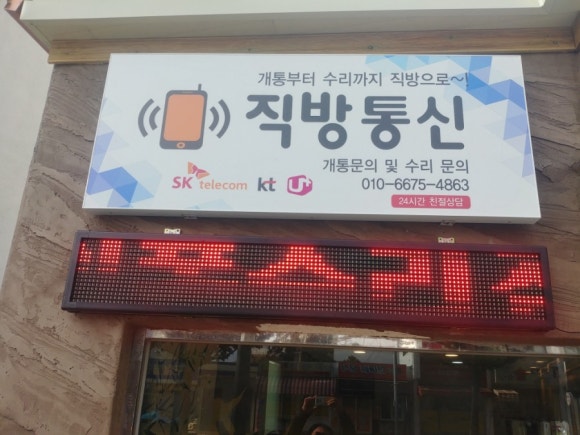 개통부터 수리까지 직방으로~!
직방통신
개통문의 및 수리 문의
SK telecom kt U+
010-6675-4863
24시간 친절상담